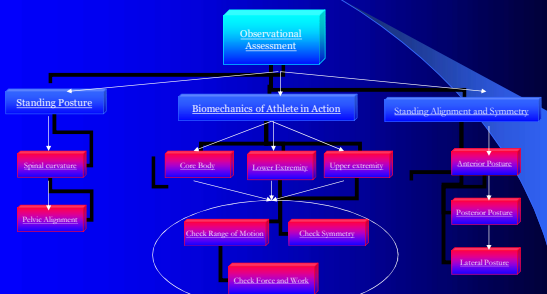 Observational
Assessment
Standing Posture
Biomechanics of Athlete in Action
Standing Alignment and Symmetry
Spinal curvature
Core Body
Lower Extremity
Upper extremity
Anterior Posture
Pelvic Alignment
Posterior Posture
Check Range of Motion
Check Symmetry
Lateral Posture
Check Force and Work